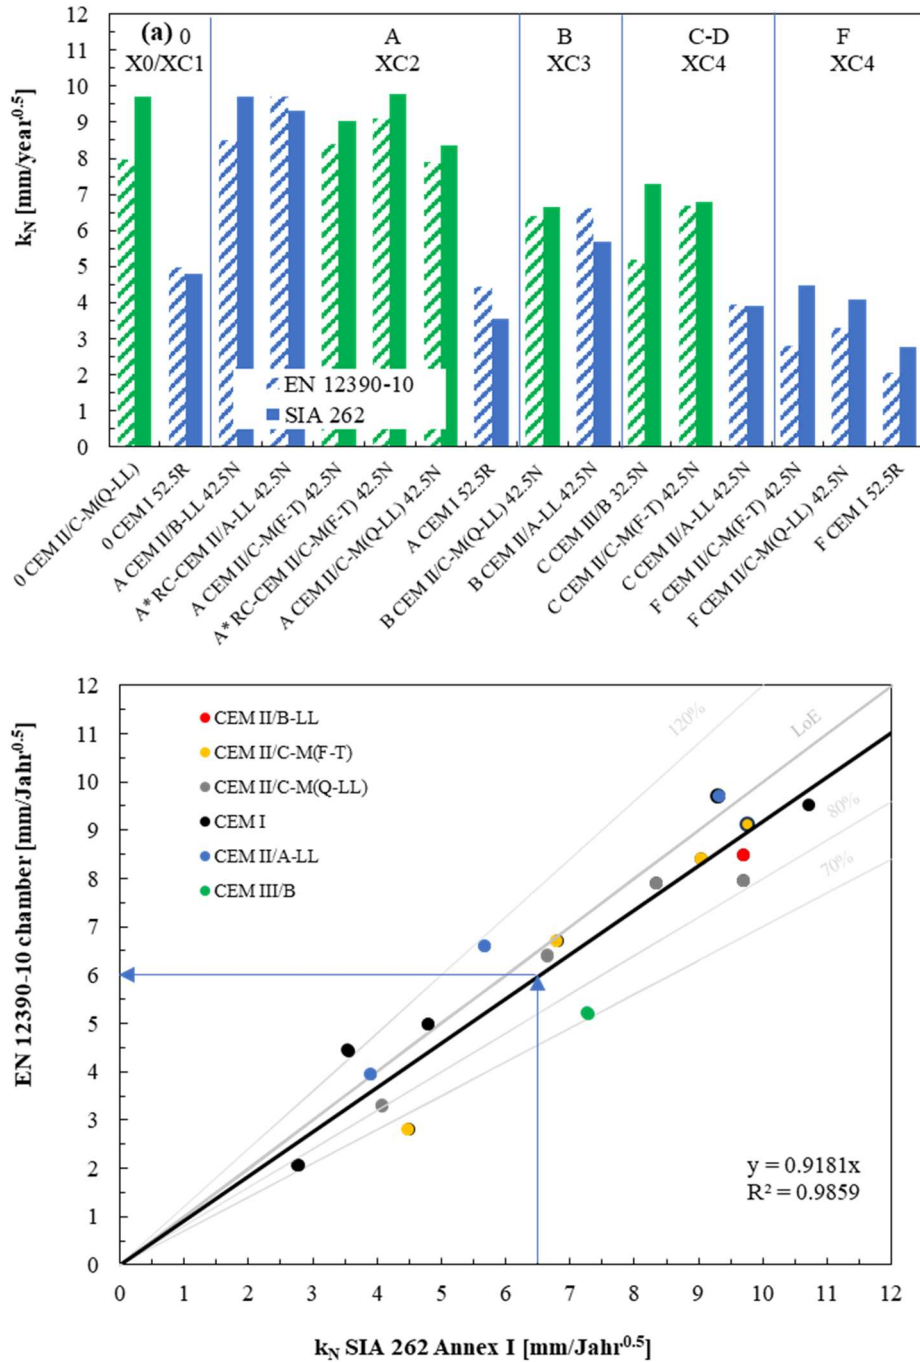 (a) 0 A B C-D F
X0/XC1 XC2 XC3 XC4 XC4
12
11
10
9
8
7
6
5
4
3
2
1
0
k_N [mm/year^0.5]
EN 12390-10
SIA 262
0 CEM II/C-M(Q-LL)
0 CEM I 52.5R
A CEM II/B-LL 42.5N
A* RC-CEM II/A-LL 42.5N
A CEM II/C-M(F-T) 42.5N
A* RC-CEM II/C-M(F-T) 42.5N
A CEM II/C-M(Q-LL) 42.5N
A CEM I 52.5R
B CEM II/C-M(Q-LL) 42.5N
B CEM II/A-LL 42.5N
C CEM III/B 32.5N
C CEM II/C-M(F-T) 42.5N
C CEM II/A-LL 42.5N
F CEM II/C-M(F-T) 42.5N
F CEM II/C-M(Q-LL) 42.5N
F CEM I 52.5R
12
11
10
9
8
7
6
5
4
3
2
1
0
EN 12390-10 chamber [mm/Jahr^0.5]
CEM II/B-LL
CEM II/C-M(F-T)
CEM II/C-M(Q-LL)
CEM I
CEM II/A-LL
CEM III/B
120%
LoE
80%
70%
y = 0.9181x
R² = 0.9859
0 1 2 3 4 5 6 7 8 9 10 11 12
k_N SIA 262 Annex I [mm/Jahr^0.5]